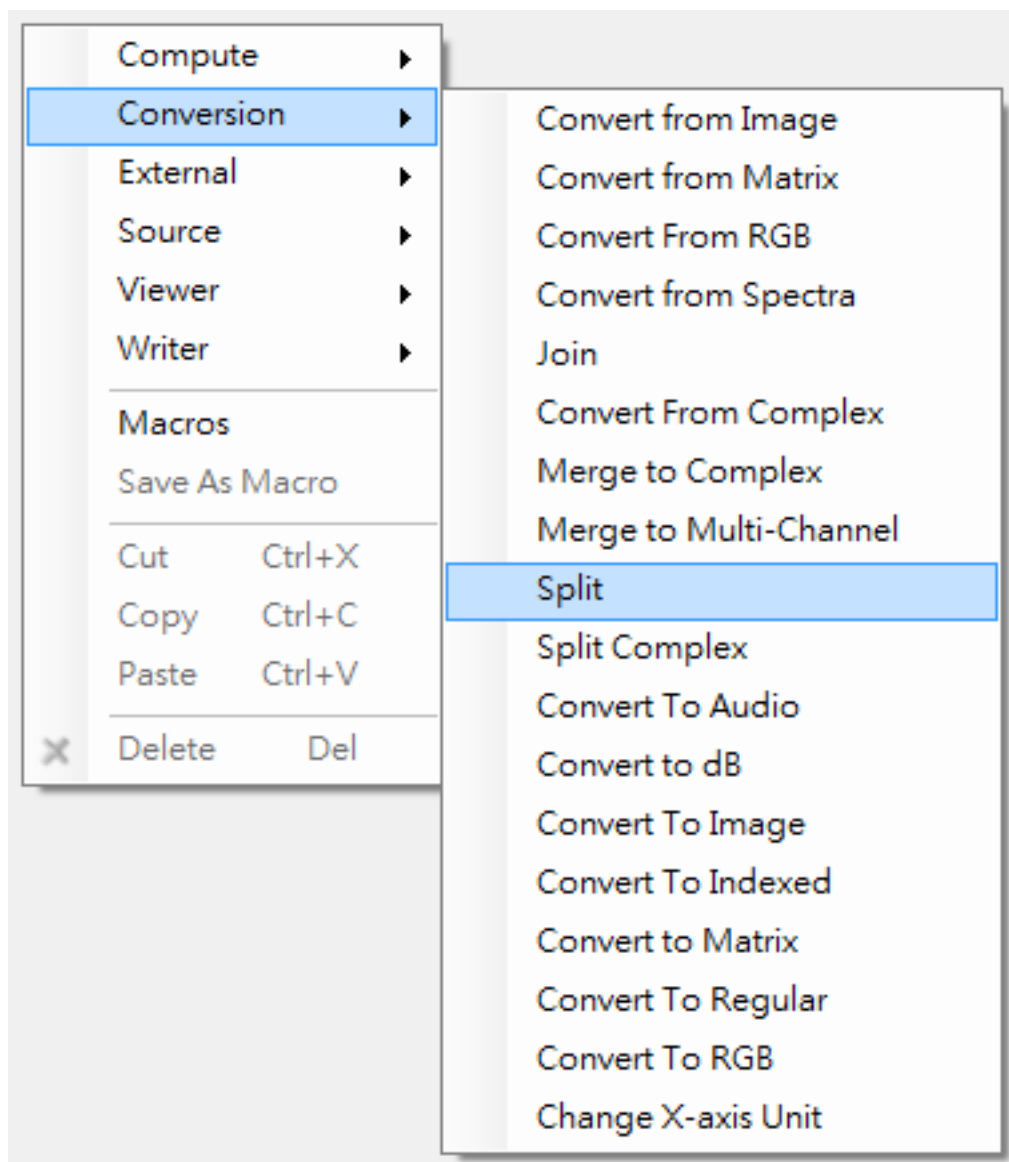 Compute
Conversion
External
Source
Viewer
Writer
Macros
Save As Macro
Cut Ctrl+X
Copy Ctrl+C
Paste Ctrl+V
Delete Del
Convert from Image
Convert from Matrix
Convert From RGB
Convert from Spectra
Join
Convert From Complex
Merge to Complex
Merge to Multi-Channel
Split
Split Complex
Convert To Audio
Convert to dB
Convert To Image
Convert To Indexed
Convert to Matrix
Convert To Regular
Convert To RGB
Change X-axis Unit